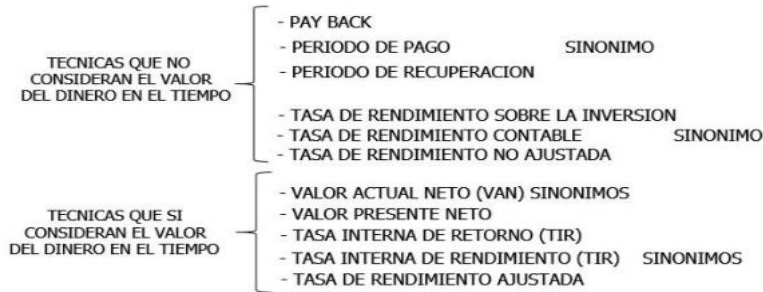 TECNICAS QUE NO
CONSIDERAN EL VALOR
DEL DINERO EN EL TIEMPO
- PAY BACK
- PERIODO DE PAGO SINONIMO
- PERIODO DE RECUPERACION
- TASA DE RENDIMIENTO SOBRE LA INVERSION
- TASA DE RENDIMIENTO CONTABLE SINONIMO
- TASA DE RENDIMIENTO NO AJUSTADA
TECNICAS QUE SI
CONSIDERAN EL VALOR
DEL DINERO EN EL TIEMPO
- VALOR ACTUAL NETO (VAN) SINONIMOS
- VALOR PRESENTE NETO
- TASA INTERNA DE RETORNO (TIR)
- TASA INTERNA DE RENDIMIENTO (TIR) SINONIMOS
- TASA DE RENDIMIENTO AJUSTADA